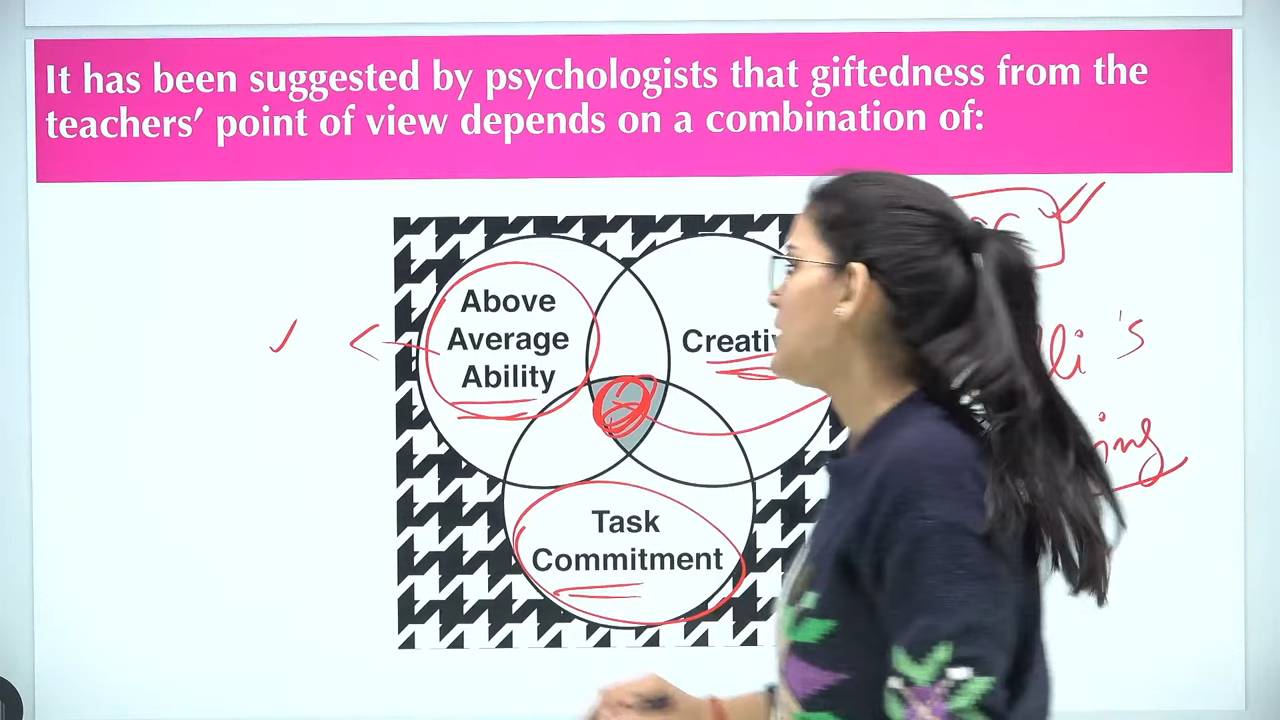 It has been suggested by psychologists that giftedness from the
teachers' point of view depends on a combination of:
Above
Average
Ability
Task
Commitment